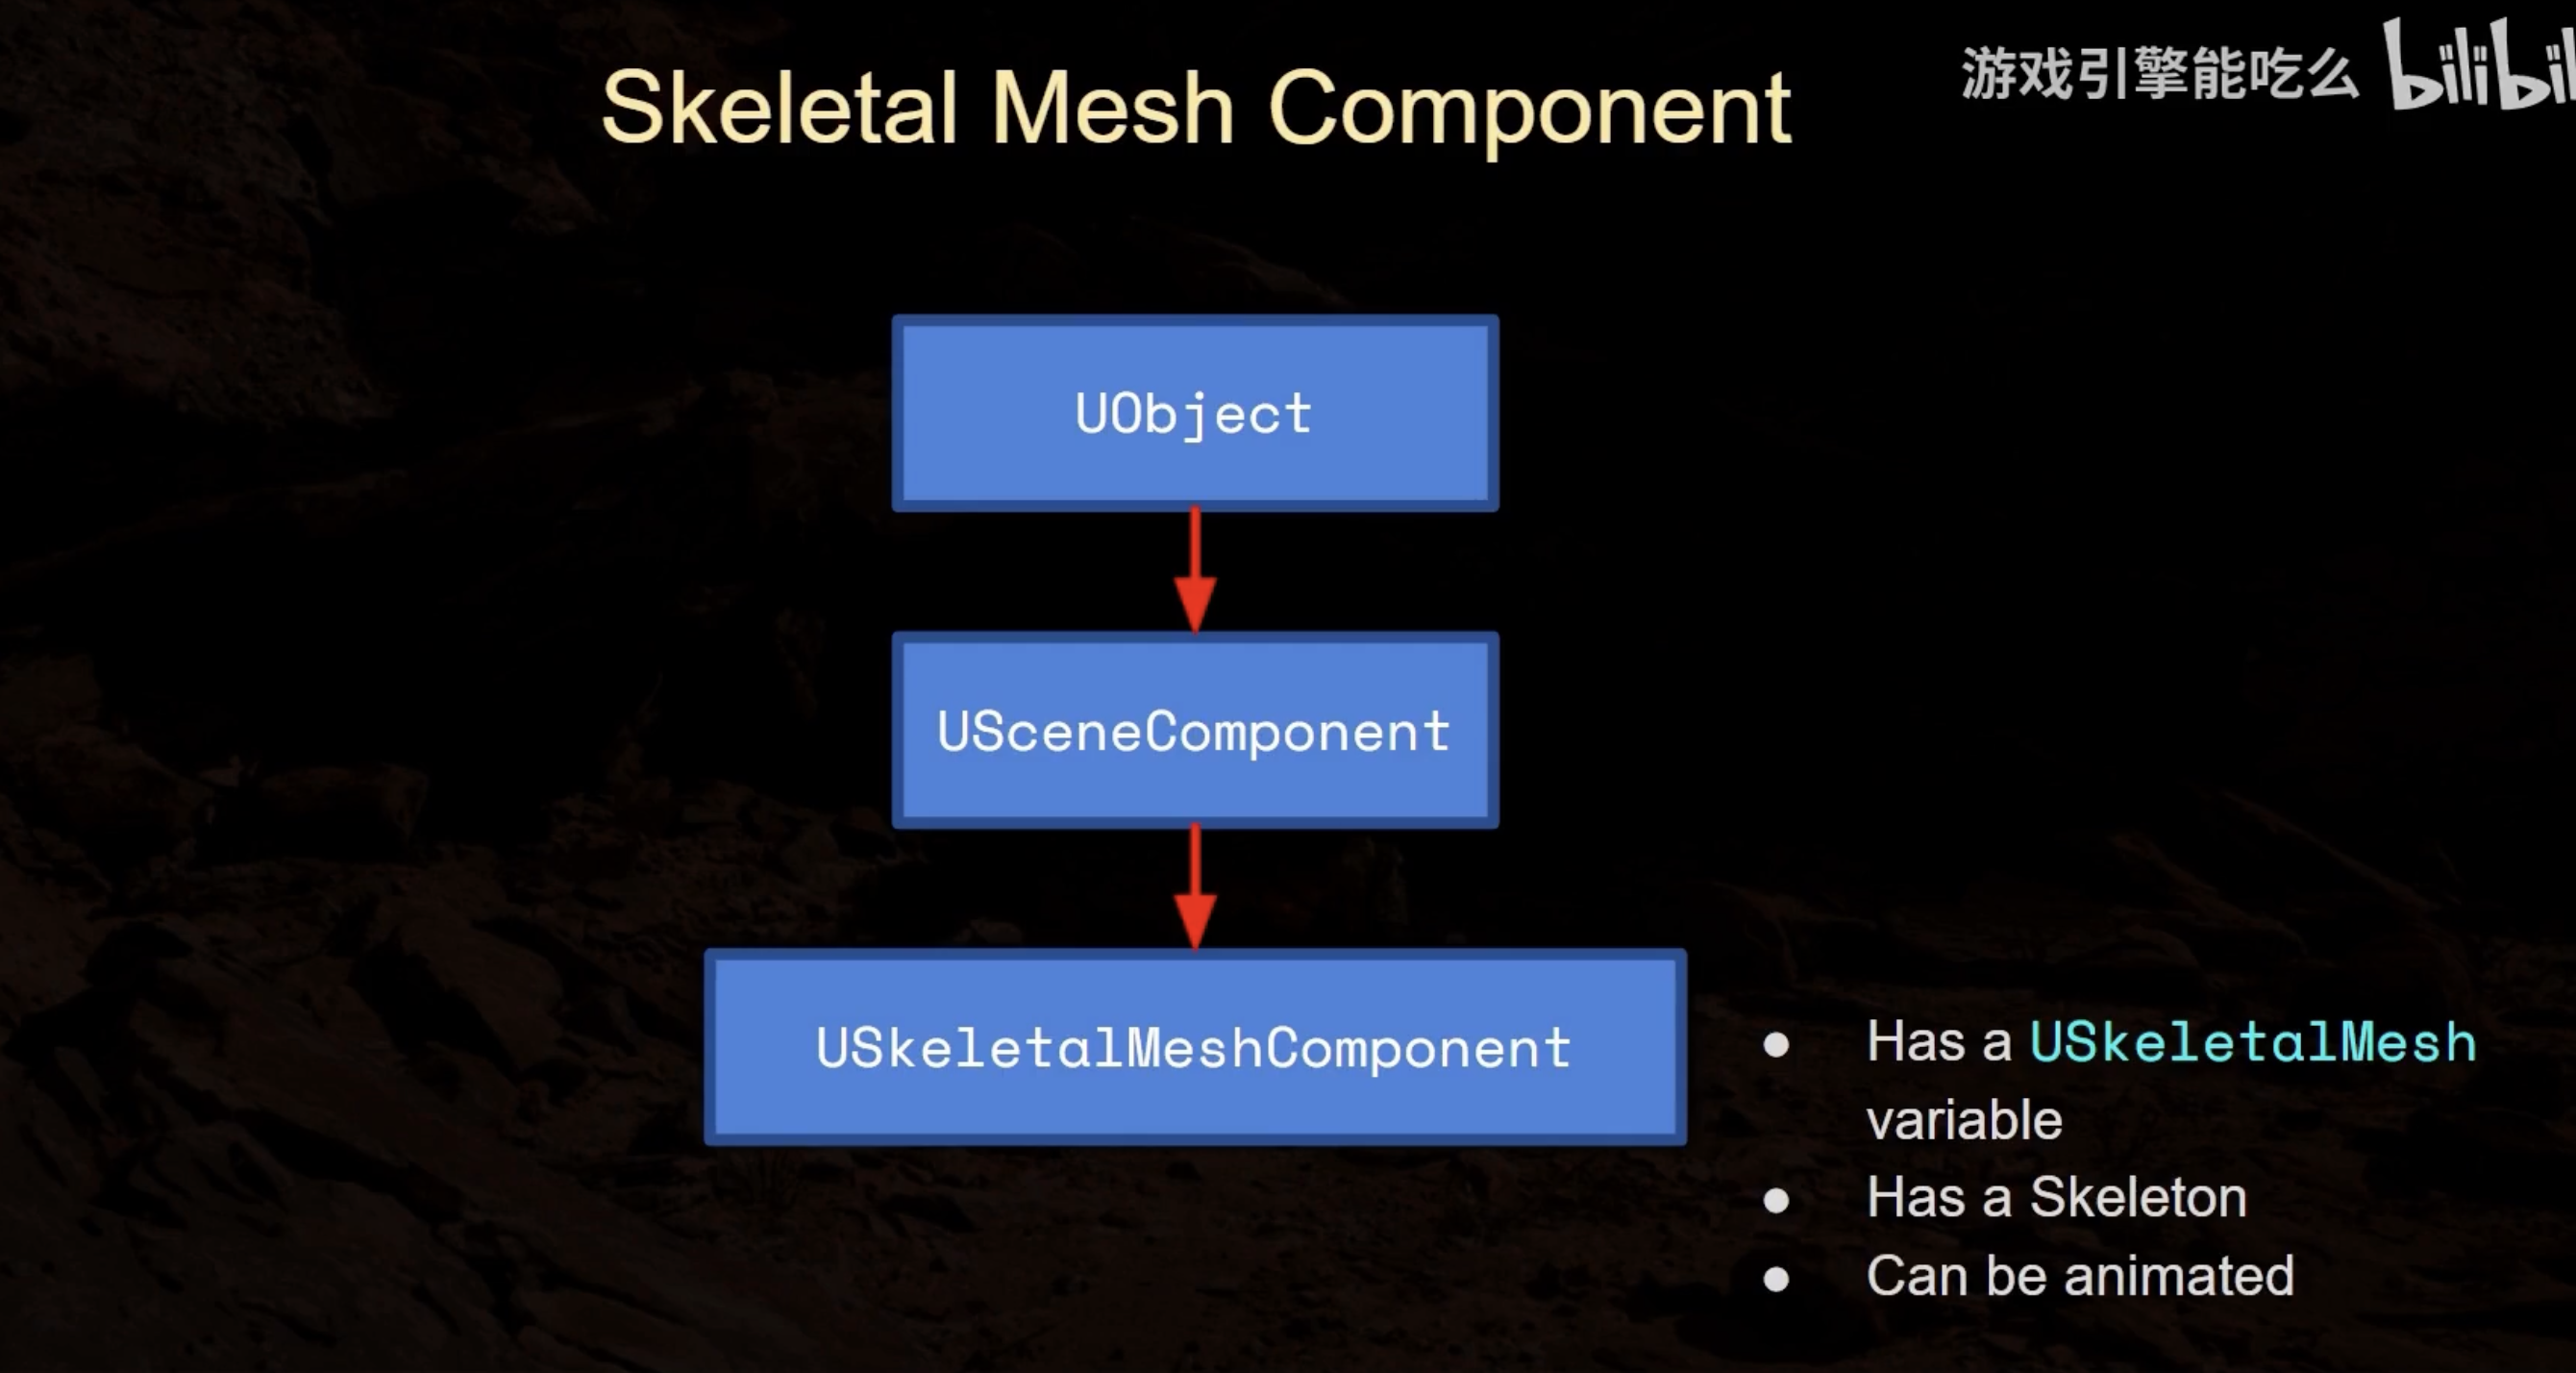 Skeletal Mesh Component
游戏引擎能吃么
UObject
USceneComponent
USkeletalMeshComponent
● Has a USkeletalMesh
variable
● Has a Skeleton
● Can be animated